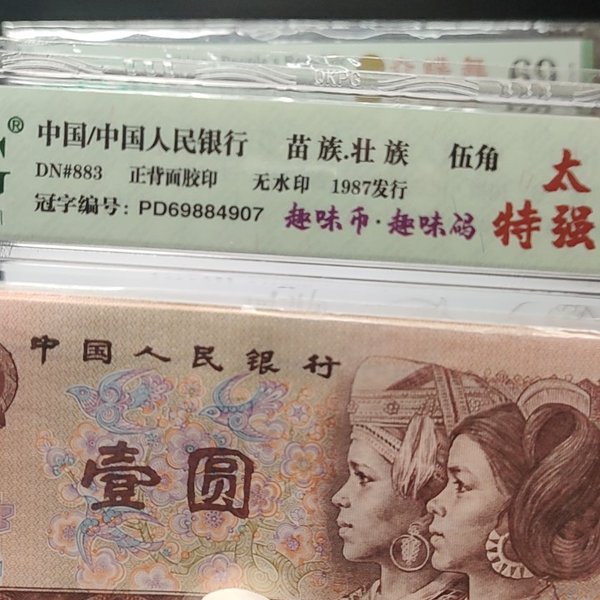 QKPG
69
®
中国/中国人民银行 苗族.壮族 伍角
DN#883 正背面胶印 无水印 1987发行
冠字编号: PD69884907 趣味币·趣味码
太
特强
中国人民银行
壹圆